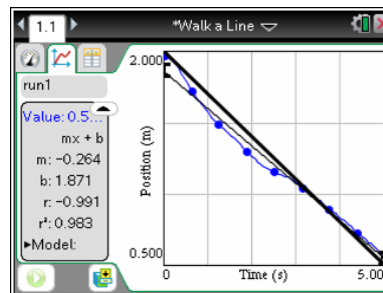 1.1
*Walk a Line
run1
Value: 0.5...
mx + b
m: -0.264
b: 1.871
r: -0.991
r²: 0.983
▸Model:
2.000
Position (m)
0.500
0
Time (s)
5.00